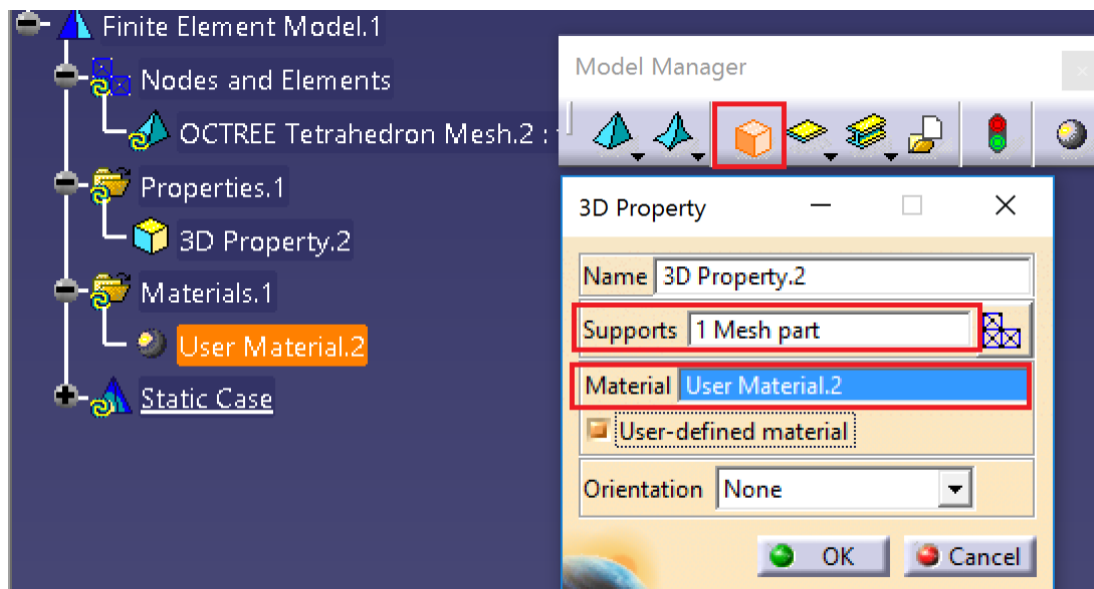 Finite Element Model.1
Nodes and Elements
OCTREE Tetrahedron Mesh.2 :
Properties.1
3D Property.2
Materials.1
User Material.2
Static Case
Model Manager
3D Property
Name 3D Property.2
Supports 1 Mesh part
Material User Material.2
User-defined material
Orientation None
OK Cancel